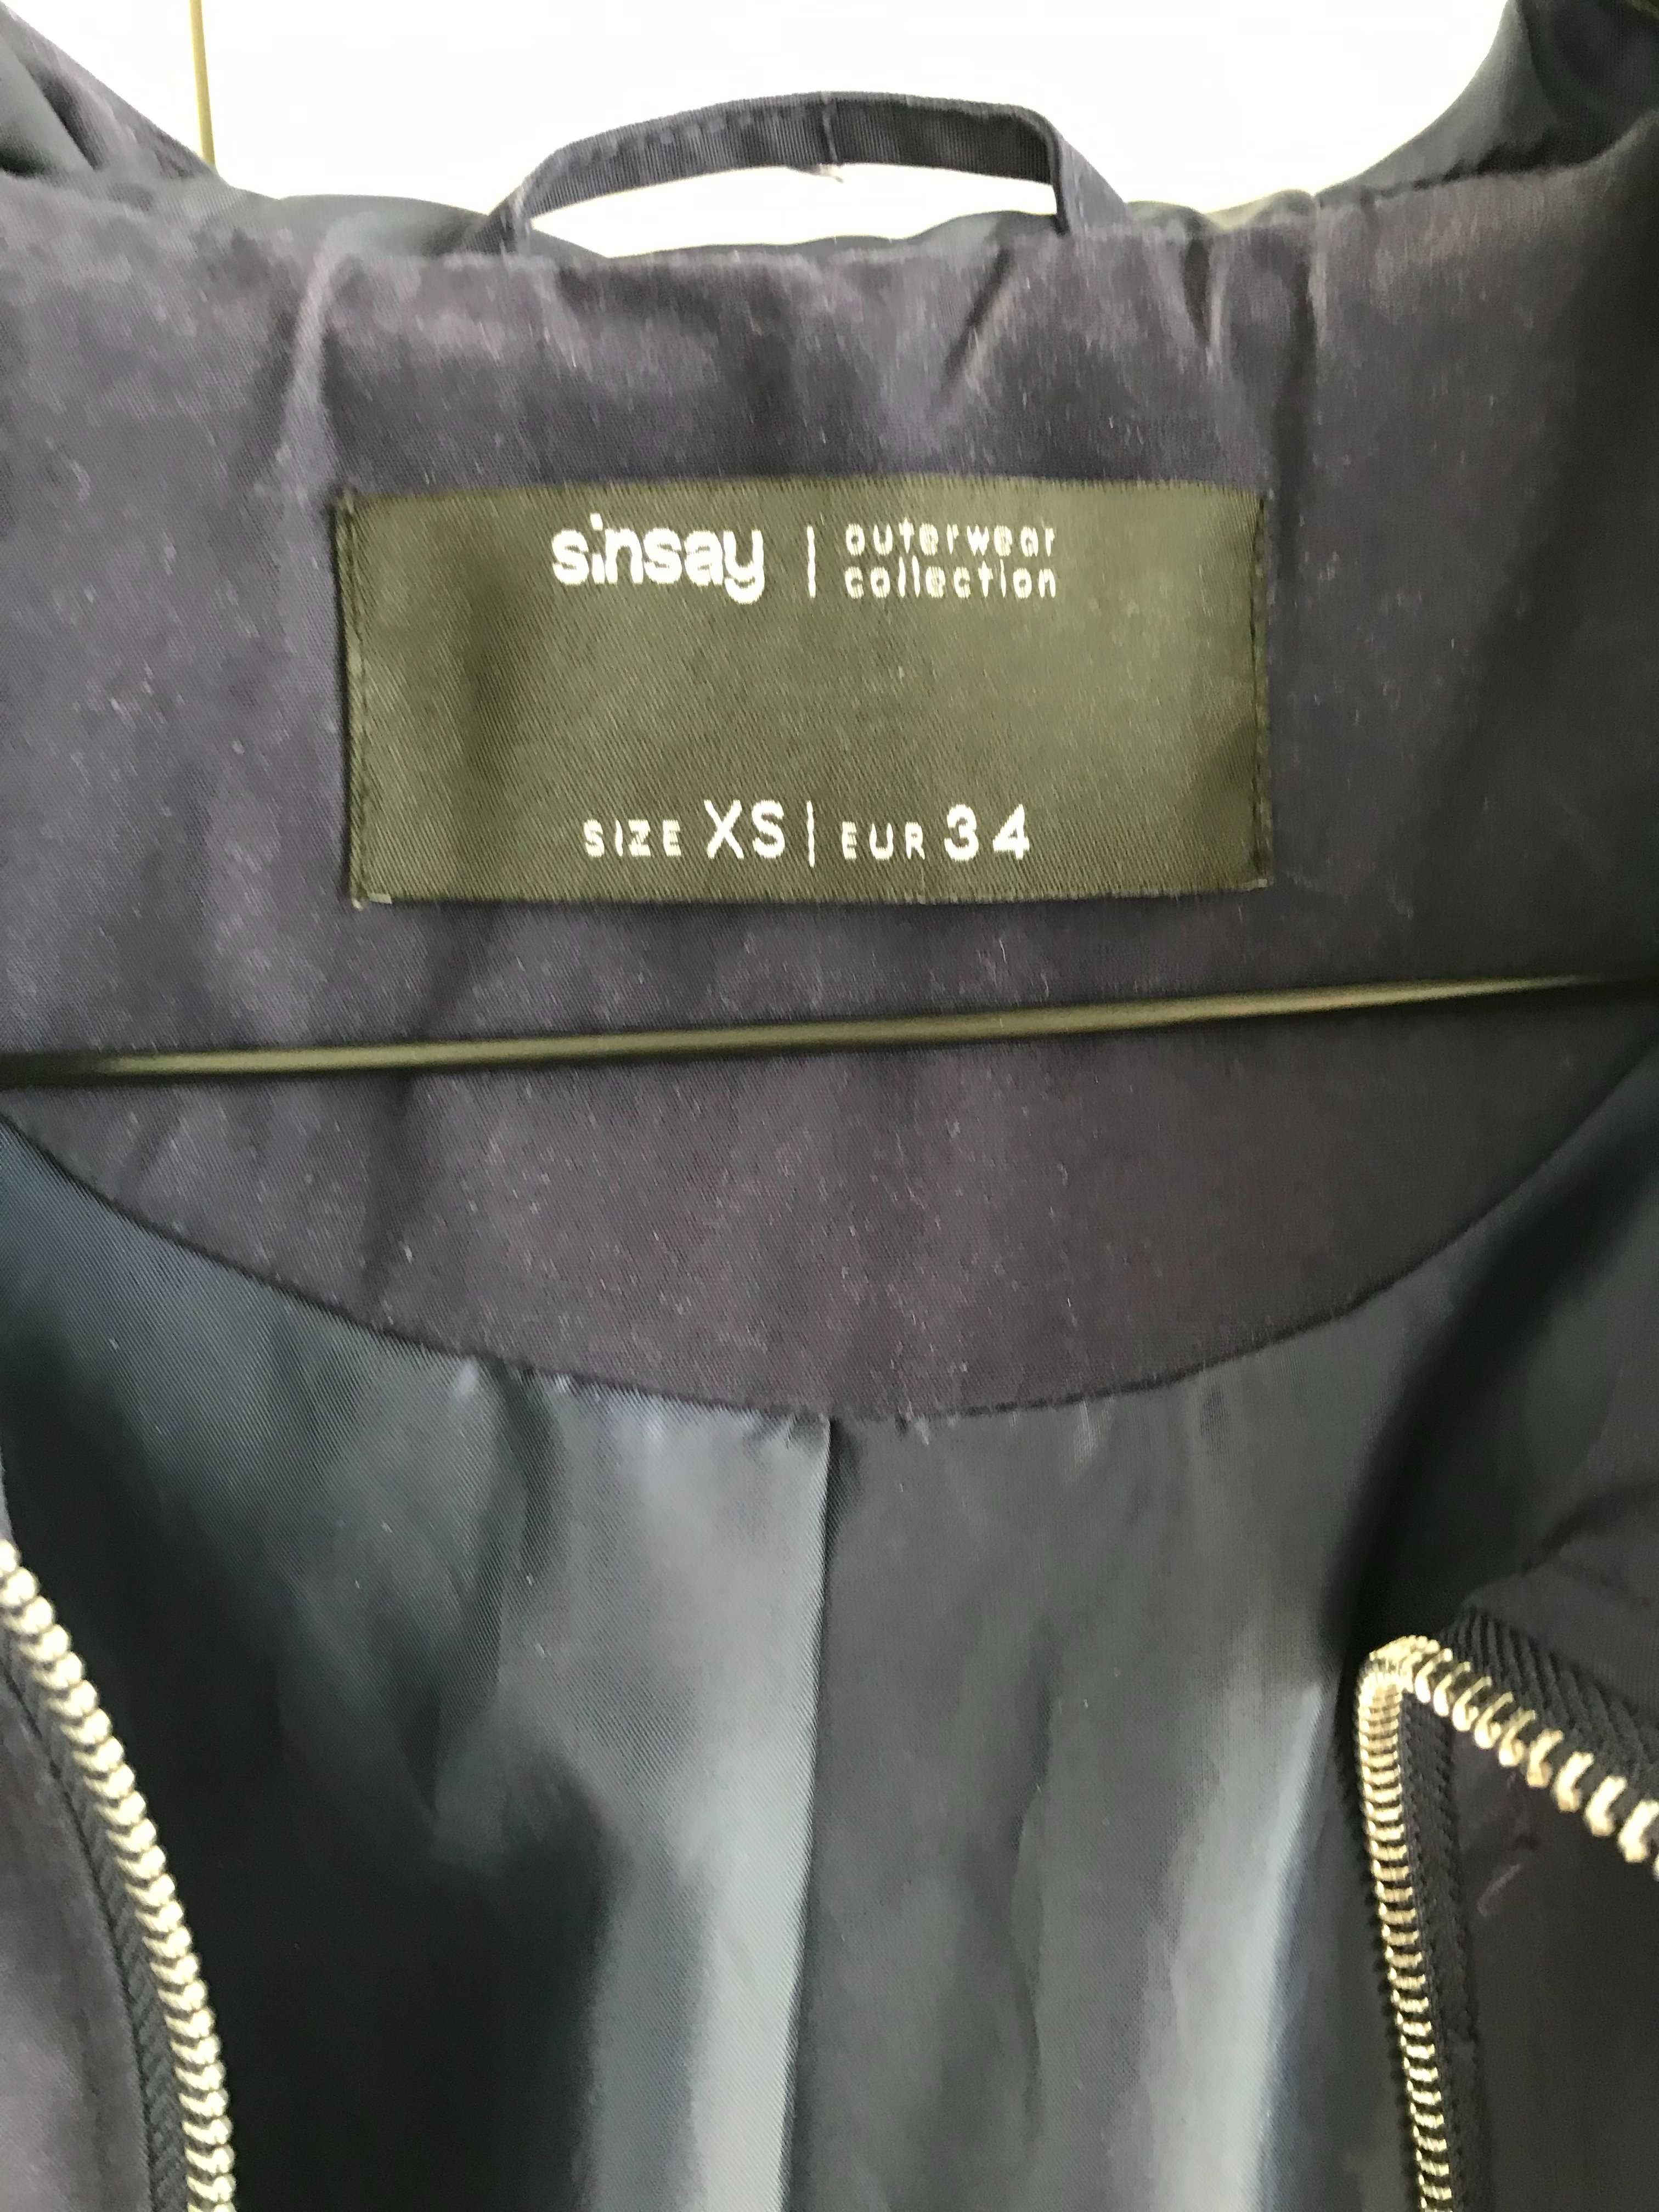 sinsay | outerwear
collection
SIZE XS | EUR 34